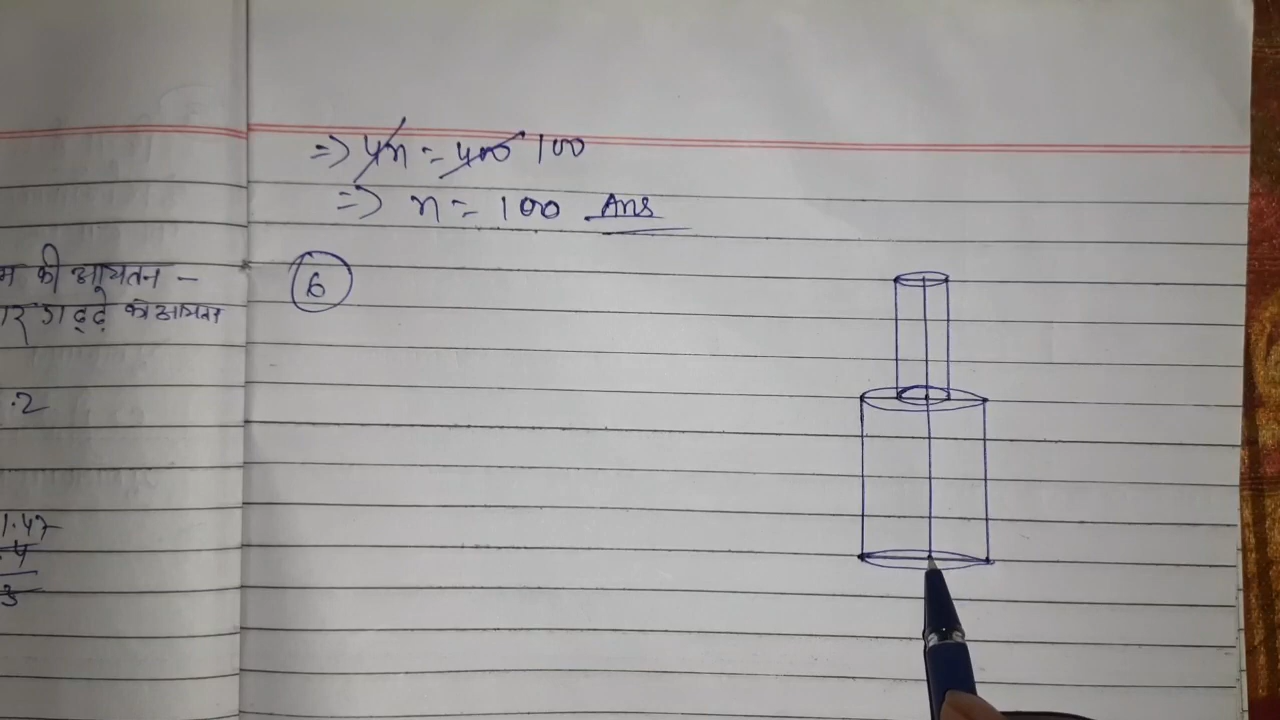 म की आयतन -
ार गड्ढे की आयतन
.2
1.47
.4
3
=> 4n = 400 100
=> n = 100 Ans
6